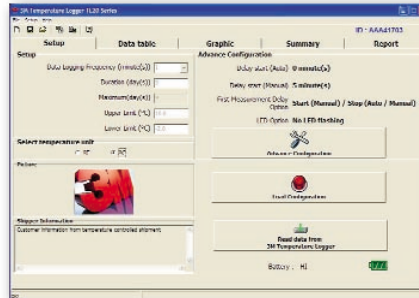 3M Temperature Logger TL20 Series
File Setup Help
ID : AAA41703
Setup Data table Graphic Summary Report
Setup
Data Logging Frequency (minute(s))
Duration (day(s))
Maximum(day(s))
Upper Limit (°C)
Lower Limit (°C)
Select temperature unit
Picture
Shipper Information
Customer information from temperature controlled shipment
Advance Configuration
Delay start (Auto) 0 minute(s)
Delay start (Manual) 5 minute(s)
First Measurement Delay Option Start (Manual) / Stop (Auto / Manual)
LED Option No LED flashing
Advance Configuration
Load Configuration
Read data from
3M Temperature Logger
Battery : HI